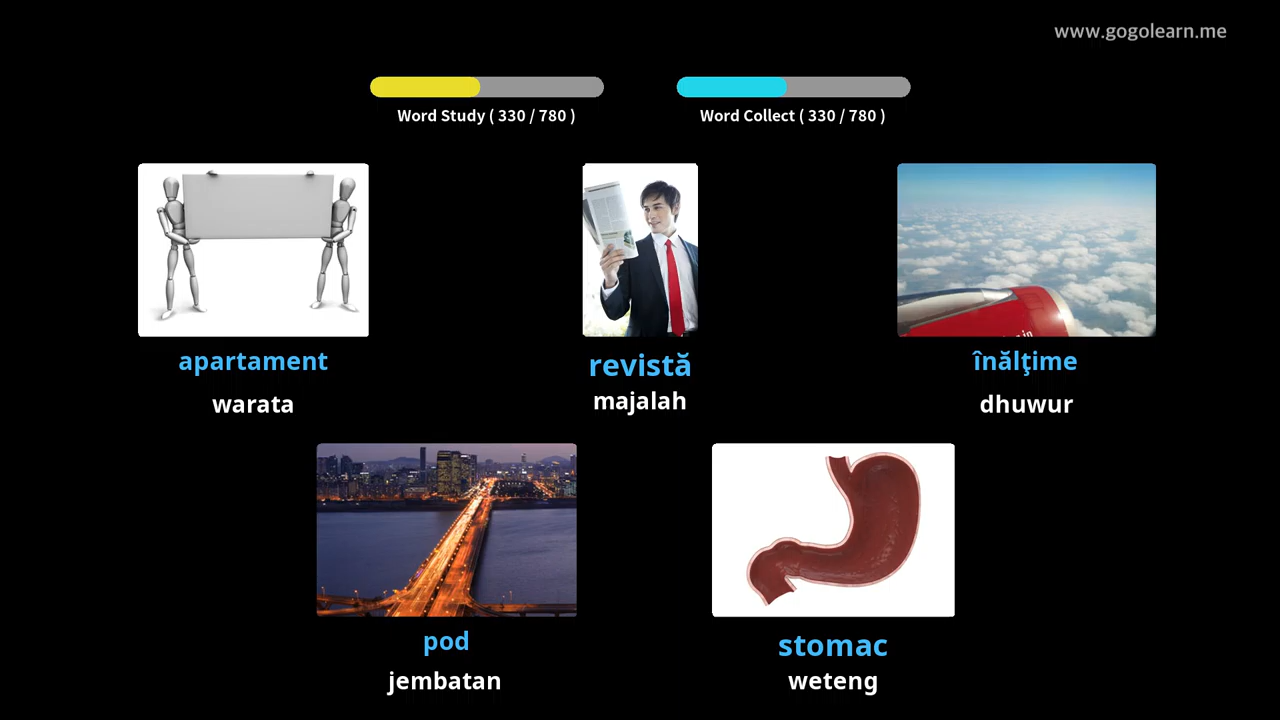 www.gogolearn.me
Word Study ( 330 / 780 )
Word Collect ( 330 / 780 )
apartament
warata
revistă
majalah
înălţime
dhuwur
pod
jembatan
stomac
weteng